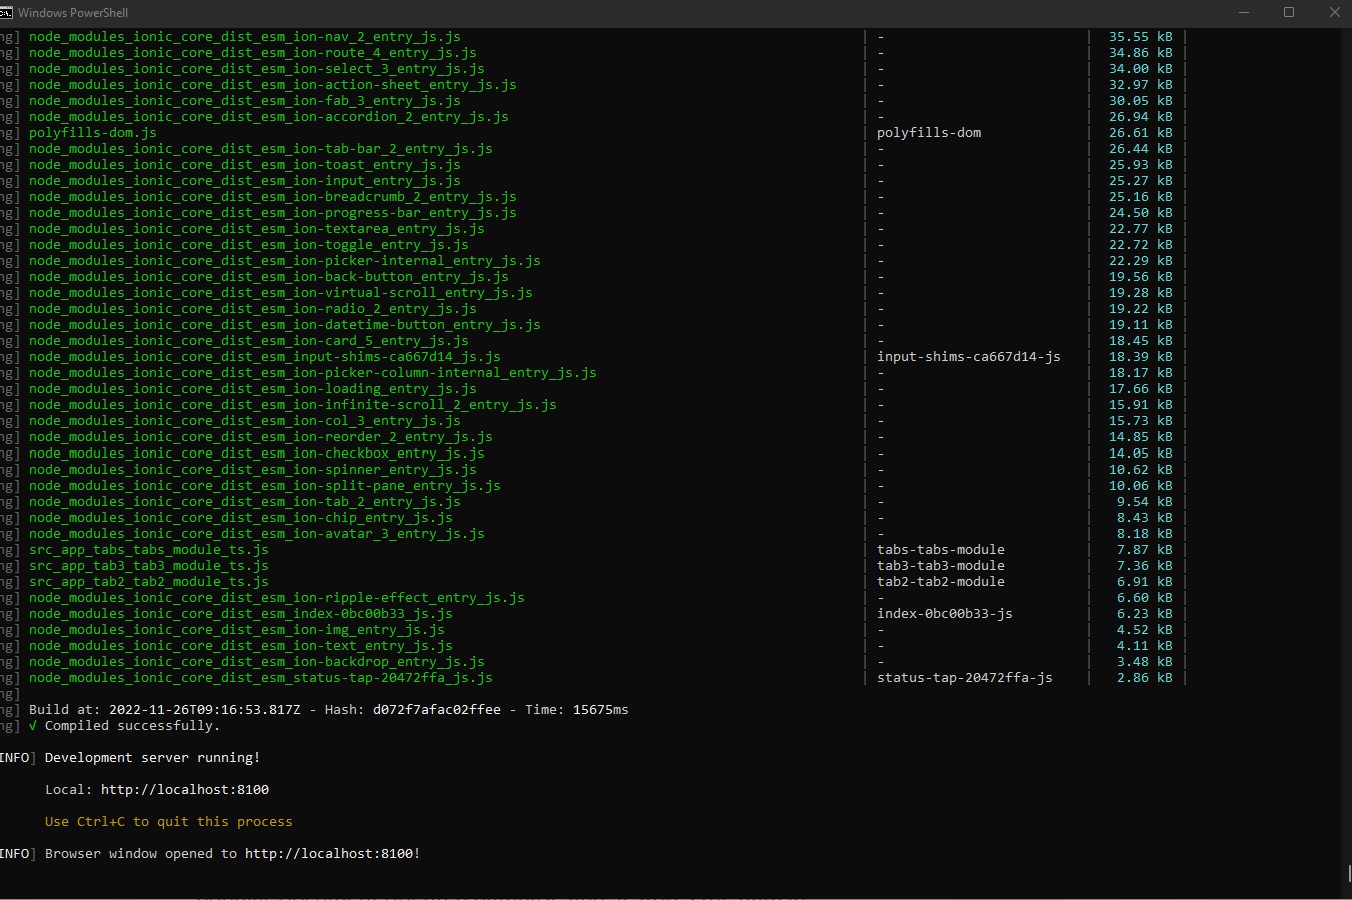 Windows PowerShell
ng] node_modules_ionic_core_dist_esm_ion-nav_2_entry_js.js | - | 35.55 kB |
ng] node_modules_ionic_core_dist_esm_ion-route_4_entry_js.js | - | 34.86 kB |
ng] node_modules_ionic_core_dist_esm_ion-select_3_entry_js.js | - | 34.00 kB |
ng] node_modules_ionic_core_dist_esm_ion-action-sheet_entry_js.js | - | 32.97 kB |
ng] node_modules_ionic_core_dist_esm_ion-fab_3_entry_js.js | - | 30.05 kB |
ng] node_modules_ionic_core_dist_esm_ion-accordion_2_entry_js.js | - | 26.94 kB |
ng] polyfills-dom.js | polyfills-dom | 26.61 kB |
ng] node_modules_ionic_core_dist_esm_ion-tab-bar_2_entry_js.js | - | 26.44 kB |
ng] node_modules_ionic_core_dist_esm_ion-toast_entry_js.js | - | 25.93 kB |
ng] node_modules_ionic_core_dist_esm_ion-input_entry_js.js | - | 25.27 kB |
ng] node_modules_ionic_core_dist_esm_ion-breadcrumb_2_entry_js.js | - | 25.16 kB |
ng] node_modules_ionic_core_dist_esm_ion-progress-bar_entry_js.js | - | 24.50 kB |
ng] node_modules_ionic_core_dist_esm_ion-textarea_entry_js.js | - | 22.77 kB |
ng] node_modules_ionic_core_dist_esm_ion-toggle_entry_js.js | - | 22.72 kB |
ng] node_modules_ionic_core_dist_esm_ion-picker-internal_entry_js.js | - | 22.29 kB |
ng] node_modules_ionic_core_dist_esm_ion-back-button_entry_js.js | - | 19.56 kB |
ng] node_modules_ionic_core_dist_esm_ion-virtual-scroll_entry_js.js | - | 19.28 kB |
ng] node_modules_ionic_core_dist_esm_ion-radio_2_entry_js.js | - | 19.22 kB |
ng] node_modules_ionic_core_dist_esm_ion-datetime-button_entry_js.js | - | 19.11 kB |
ng] node_modules_ionic_core_dist_esm_ion-card_5_entry_js.js | - | 18.45 kB |
ng] node_modules_ionic_core_dist_esm_input-shims-ca667d14_js.js | input-shims-ca667d14-js | 18.39 kB |
ng] node_modules_ionic_core_dist_esm_ion-picker-column-internal_entry_js.js | - | 18.17 kB |
ng] node_modules_ionic_core_dist_esm_ion-loading_entry_js.js | - | 17.66 kB |
ng] node_modules_ionic_core_dist_esm_ion-infinite-scroll_2_entry_js.js | - | 15.91 kB |
ng] node_modules_ionic_core_dist_esm_ion-col_3_entry_js.js | - | 15.73 kB |
ng] node_modules_ionic_core_dist_esm_ion-reorder_2_entry_js.js | - | 14.85 kB |
ng] node_modules_ionic_core_dist_esm_ion-checkbox_entry_js.js | - | 14.05 kB |
ng] node_modules_ionic_core_dist_esm_ion-spinner_entry_js.js | - | 10.62 kB |
ng] node_modules_ionic_core_dist_esm_ion-split-pane_entry_js.js | - | 10.06 kB |
ng] node_modules_ionic_core_dist_esm_ion-tab_2_entry_js.js | - | 9.54 kB |
ng] node_modules_ionic_core_dist_esm_ion-chip_entry_js.js | - | 8.43 kB |
ng] node_modules_ionic_core_dist_esm_ion-avatar_3_entry_js.js | - | 8.18 kB |
ng] src_app_tabs_tabs_module_ts.js | tabs-tabs-module | 7.87 kB |
ng] src_app_tab3_tab3_module_ts.js | tab3-tab3-module | 7.36 kB |
ng] src_app_tab2_tab2_module_ts.js | tab2-tab2-module | 6.91 kB |
ng] node_modules_ionic_core_dist_esm_ion-ripple-effect_entry_js.js | - | 6.60 kB |
ng] node_modules_ionic_core_dist_esm_index-0bc00b33_js.js | index-0bc00b33-js | 6.23 kB |
ng] node_modules_ionic_core_dist_esm_ion-img_entry_js.js | - | 4.52 kB |
ng] node_modules_ionic_core_dist_esm_ion-text_entry_js.js | - | 4.11 kB |
ng] node_modules_ionic_core_dist_esm_ion-backdrop_entry_js.js | - | 3.48 kB |
ng] node_modules_ionic_core_dist_esm_status-tap-20472ffa_js.js | status-tap-20472ffa-js | 2.86 kB |
ng]
ng] Build at: 2022-11-26T09:16:53.817Z - Hash: d072f7afac02ffee - Time: 15675ms
ng] √ Compiled successfully.
INFO] Development server running!
Local: http://localhost:8100
Use Ctrl+C to quit this process
INFO] Browser window opened to http://localhost:8100!